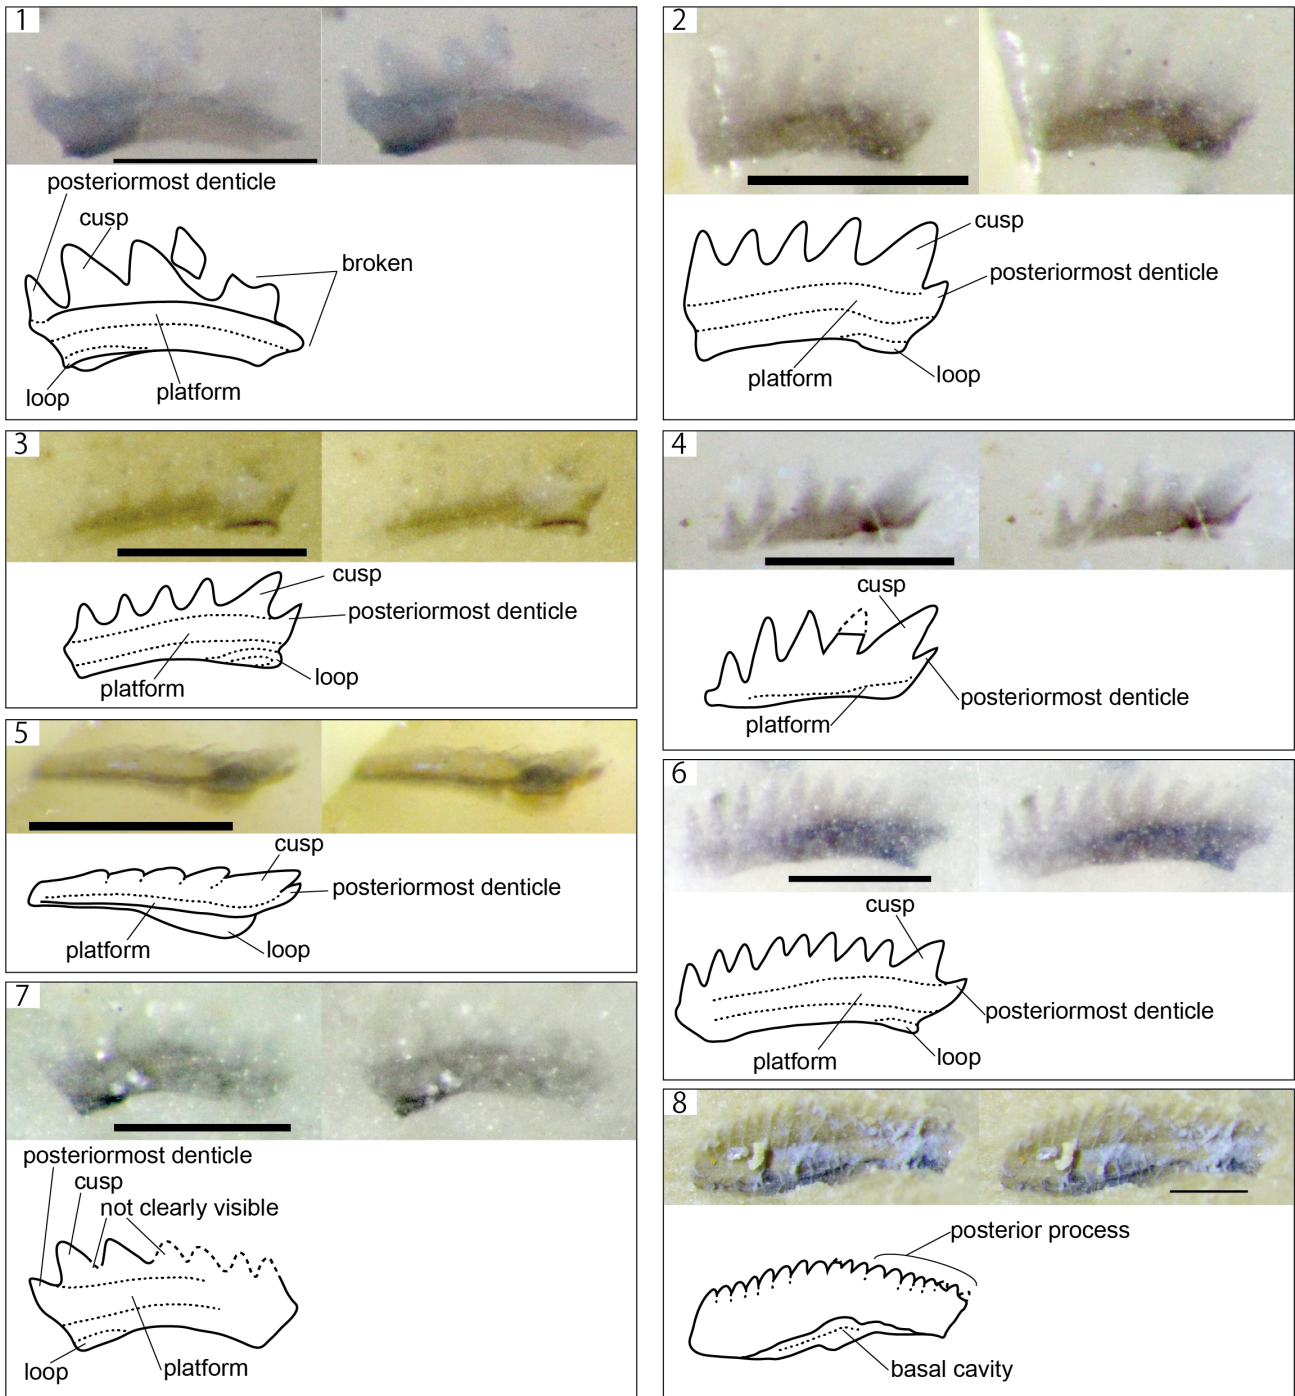 1
posteriormost denticle
cusp
broken
loop
platform
2
cusp
posteriormost denticle
platform
loop
3
cusp
posteriormost denticle
loop
platform
4
cusp
posteriormost denticle
platform
5
cusp
posteriormost denticle
platform
loop
6
cusp
posteriormost denticle
loop
platform
7
posteriormost denticle
cusp
not clearly visible
loop
platform
8
posterior process
basal cavity